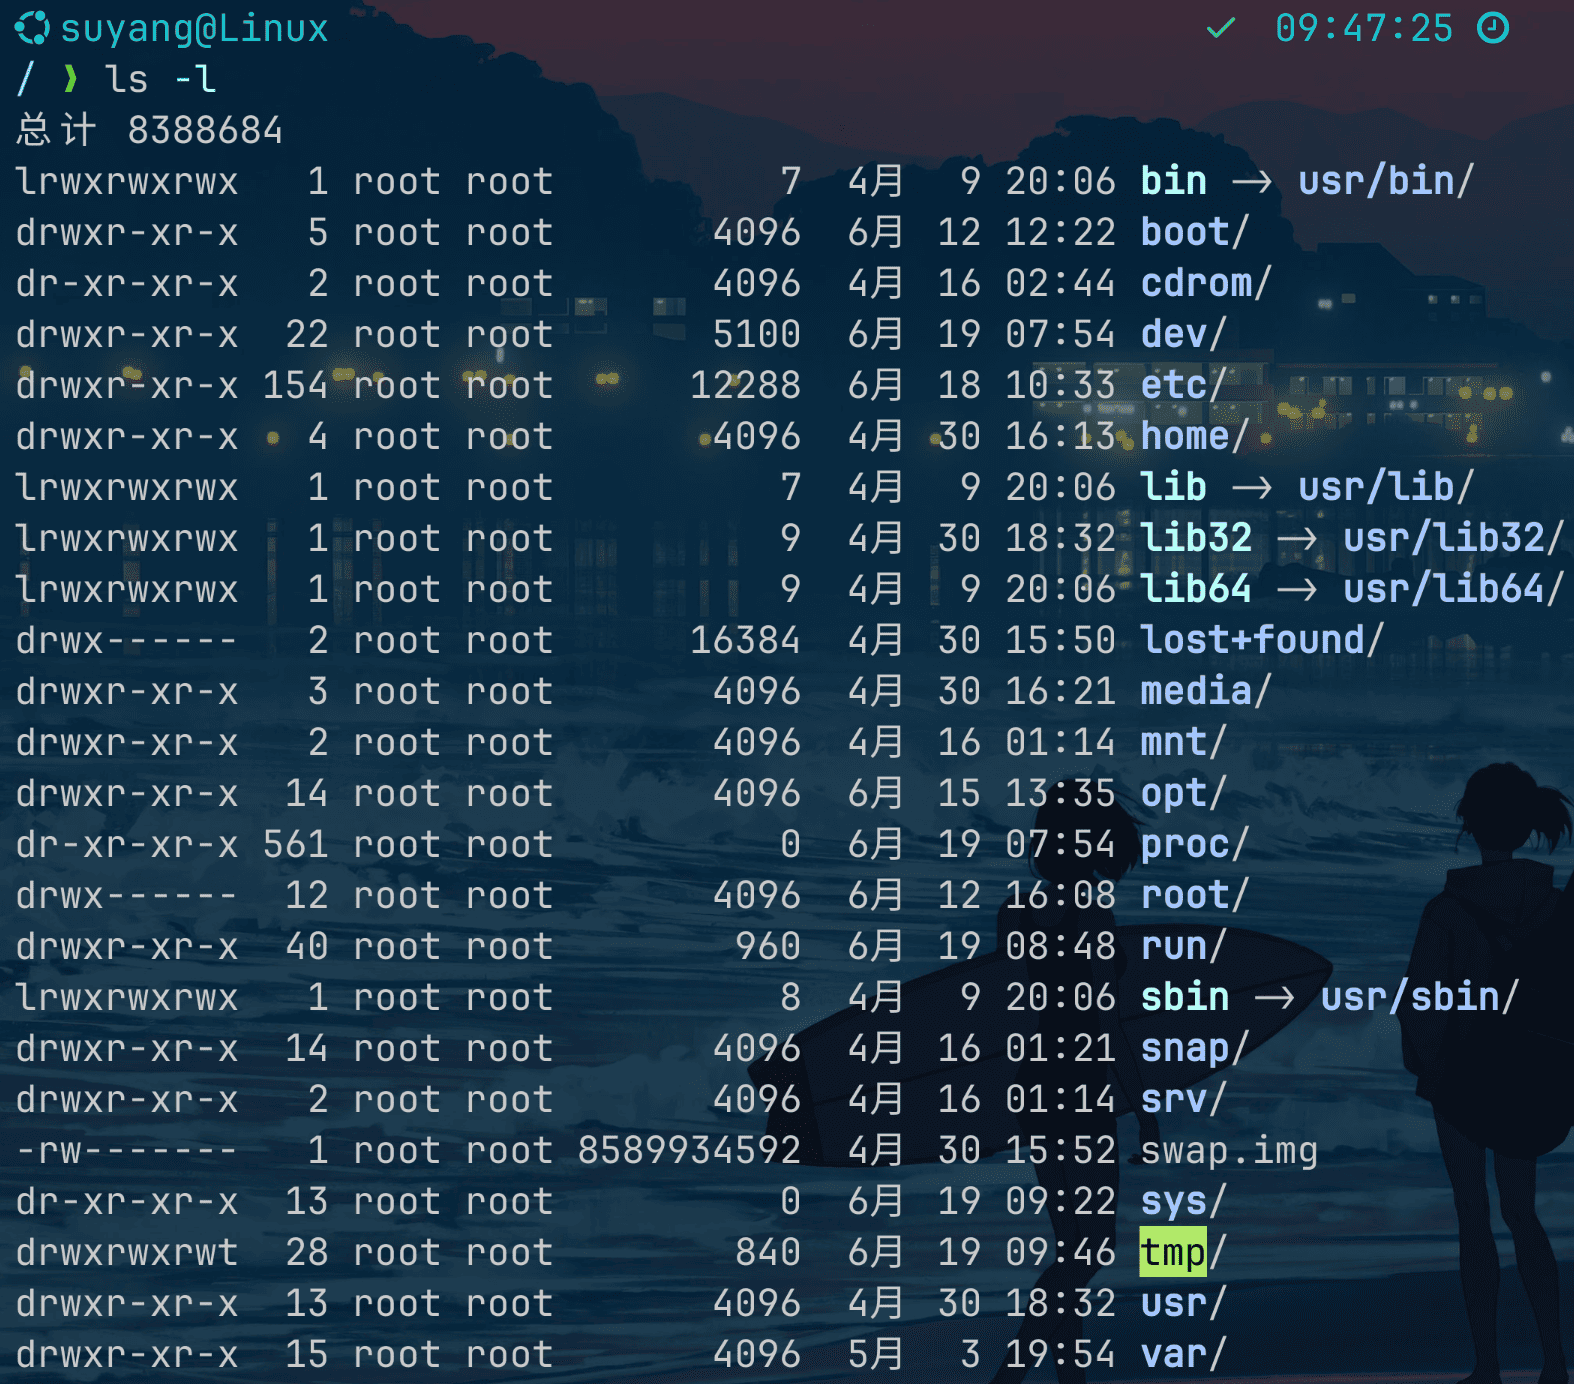 suyang@Linux ✓ 09:47:25
/ ❯ ls -l
总计 8388684
lrwxrwxrwx 1 root root 7 4月 9 20:06 bin -> usr/bin/
drwxr-xr-x 5 root root 4096 6月 12 12:22 boot/
dr-xr-xr-x 2 root root 4096 4月 16 02:44 cdrom/
drwxr-xr-x 22 root root 5100 6月 19 07:54 dev/
drwxr-xr-x 154 root root 12288 6月 18 10:33 etc/
drwxr-xr-x 4 root root 4096 4月 30 16:13 home/
lrwxrwxrwx 1 root root 7 4月 9 20:06 lib -> usr/lib/
lrwxrwxrwx 1 root root 9 4月 30 18:32 lib32 -> usr/lib32/
lrwxrwxrwx 1 root root 9 4月 9 20:06 lib64 -> usr/lib64/
drwx------ 2 root root 16384 4月 30 15:50 lost+found/
drwxr-xr-x 3 root root 4096 4月 30 16:21 media/
drwxr-xr-x 2 root root 4096 4月 16 01:14 mnt/
drwxr-xr-x 14 root root 4096 6月 15 13:35 opt/
dr-xr-xr-x 561 root root 0 6月 19 07:54 proc/
drwx------ 12 root root 4096 6月 12 16:08 root/
drwxr-xr-x 40 root root 960 6月 19 08:48 run/
lrwxrwxrwx 1 root root 8 4月 9 20:06 sbin -> usr/sbin/
drwxr-xr-x 14 root root 4096 4月 16 01:21 snap/
drwxr-xr-x 2 root root 4096 4月 16 01:14 srv/
-rw------- 1 root root 8589934592 4月 30 15:52 swap.img
dr-xr-xr-x 13 root root 0 6月 19 09:22 sys/
drwxrwxrwt 28 root root 840 6月 19 09:46 tmp/
drwxr-xr-x 13 root root 4096 4月 30 18:32 usr/
drwxr-xr-x 15 root root 4096 5月 3 19:54 var/